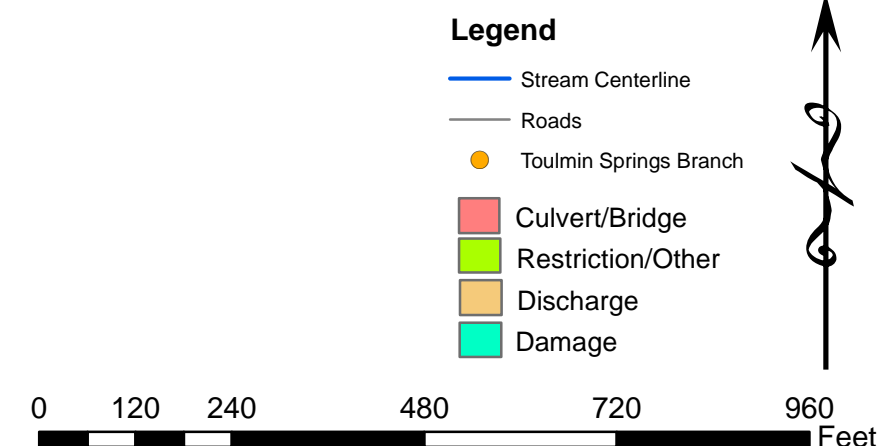 Legend
Stream Centerline
Roads
Toulmin Springs Branch
Culvert/Bridge
Restriction/Other
Discharge
Damage
0 120 240 480 720 960
Feet